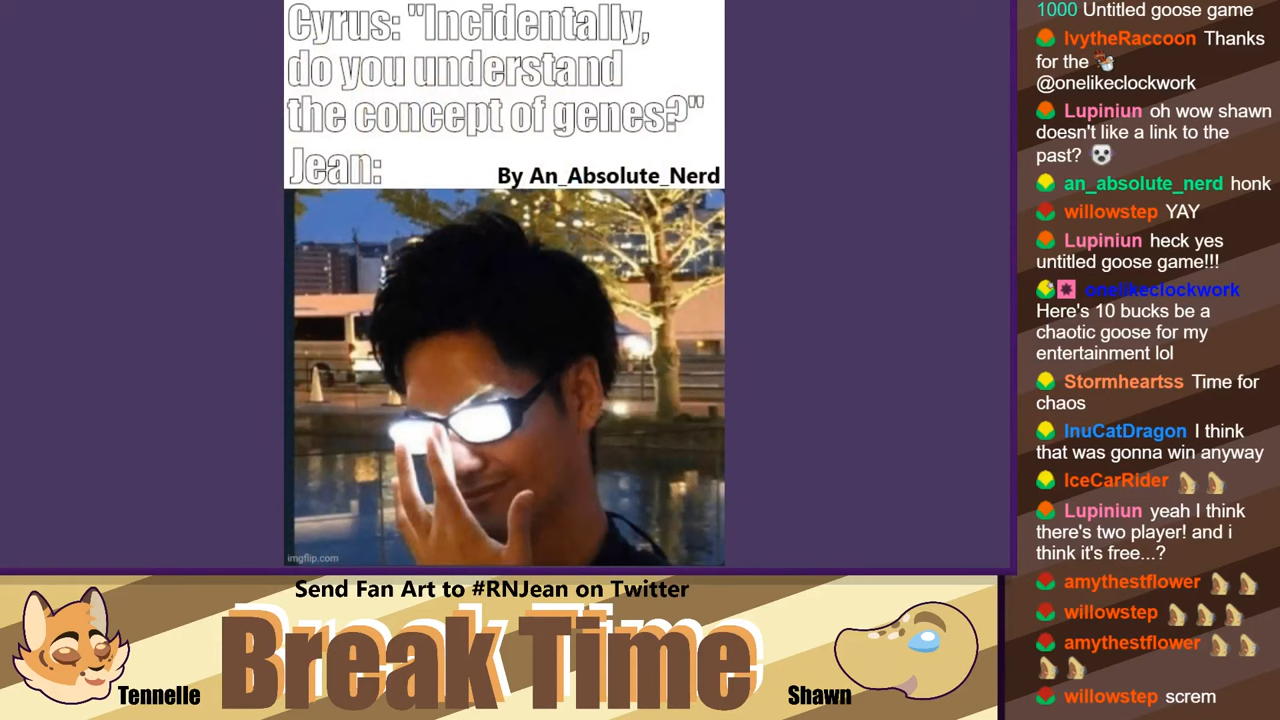 Cyrus: "Incidentally,
do you understand
the concept of genes?"
Jean:
By An_Absolute_Nerd
imgflip.com
Send Fan Art to #RNJean on Twitter
Break Time
Tennelle
Shawn
1000 Untitled goose game
IvytheRaccoon Thanks
for the
@onelikeclockwork
Lupiniun oh wow shawn
doesn't like a link to the
past?
an_absolute_nerd honk
willowstep YAY
Lupiniun heck yes
untitled goose game!!!
onelikeclockwork
Here's 10 bucks be a
chaotic goose for my
entertainment lol
Stormheartss Time for
chaos
InuCatDragon I think
that was gonna win anyway
IceCarRider
Lupiniun yeah I think
there's two player! and i
think it's free...?
amythestflower
willowstep
amythestflower
willowstep screm